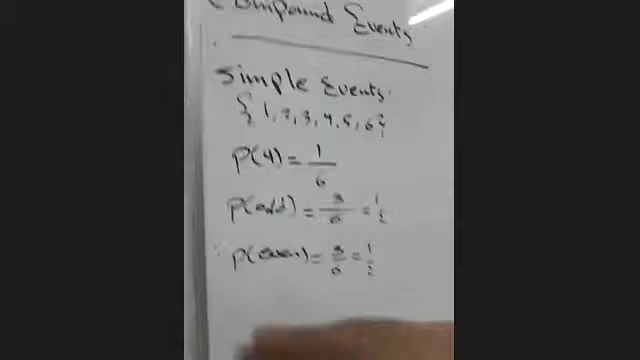 Compound Events
Simple Events.
{1, 2, 3, 4, 5, 6}
P(4) = 1/6
P(odd) = 3/6 = 1/2
P(even) = 3/6 = 1/2